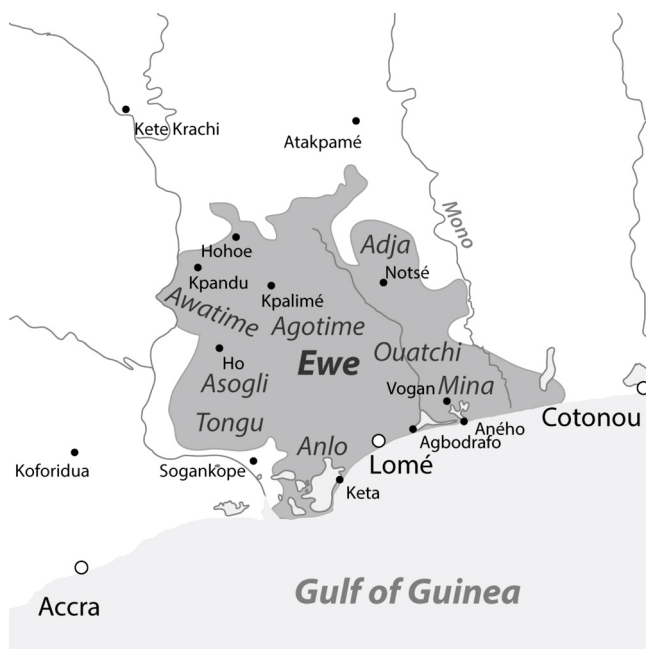 Kete Krachi
Atakpamé
Mono
Adja
Hohoe
Notsé
Kpandu
Kpalimé
Awatime
Agotime
Ewe
Ouatchi
Ho
Asogli
Vogan
Mina
Tongu
Cotonou
Aného
Agbodrafo
Anlo
Lomé
Koforidua
Sogankope
Keta
Gulf of Guinea
Accra